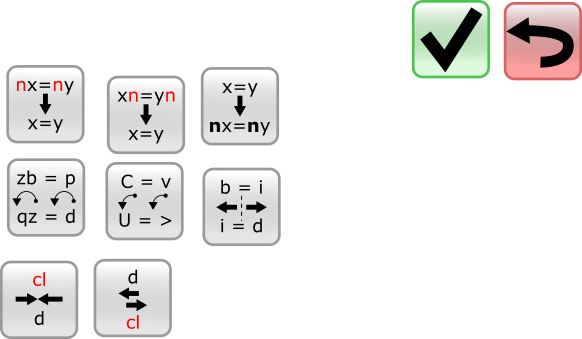 nx=ny
x=y
xn=yn
x=y
x=y
nx=ny
zb = p
qz = d
C = v
U = >
b = i
i = d
cl
d
d
cl